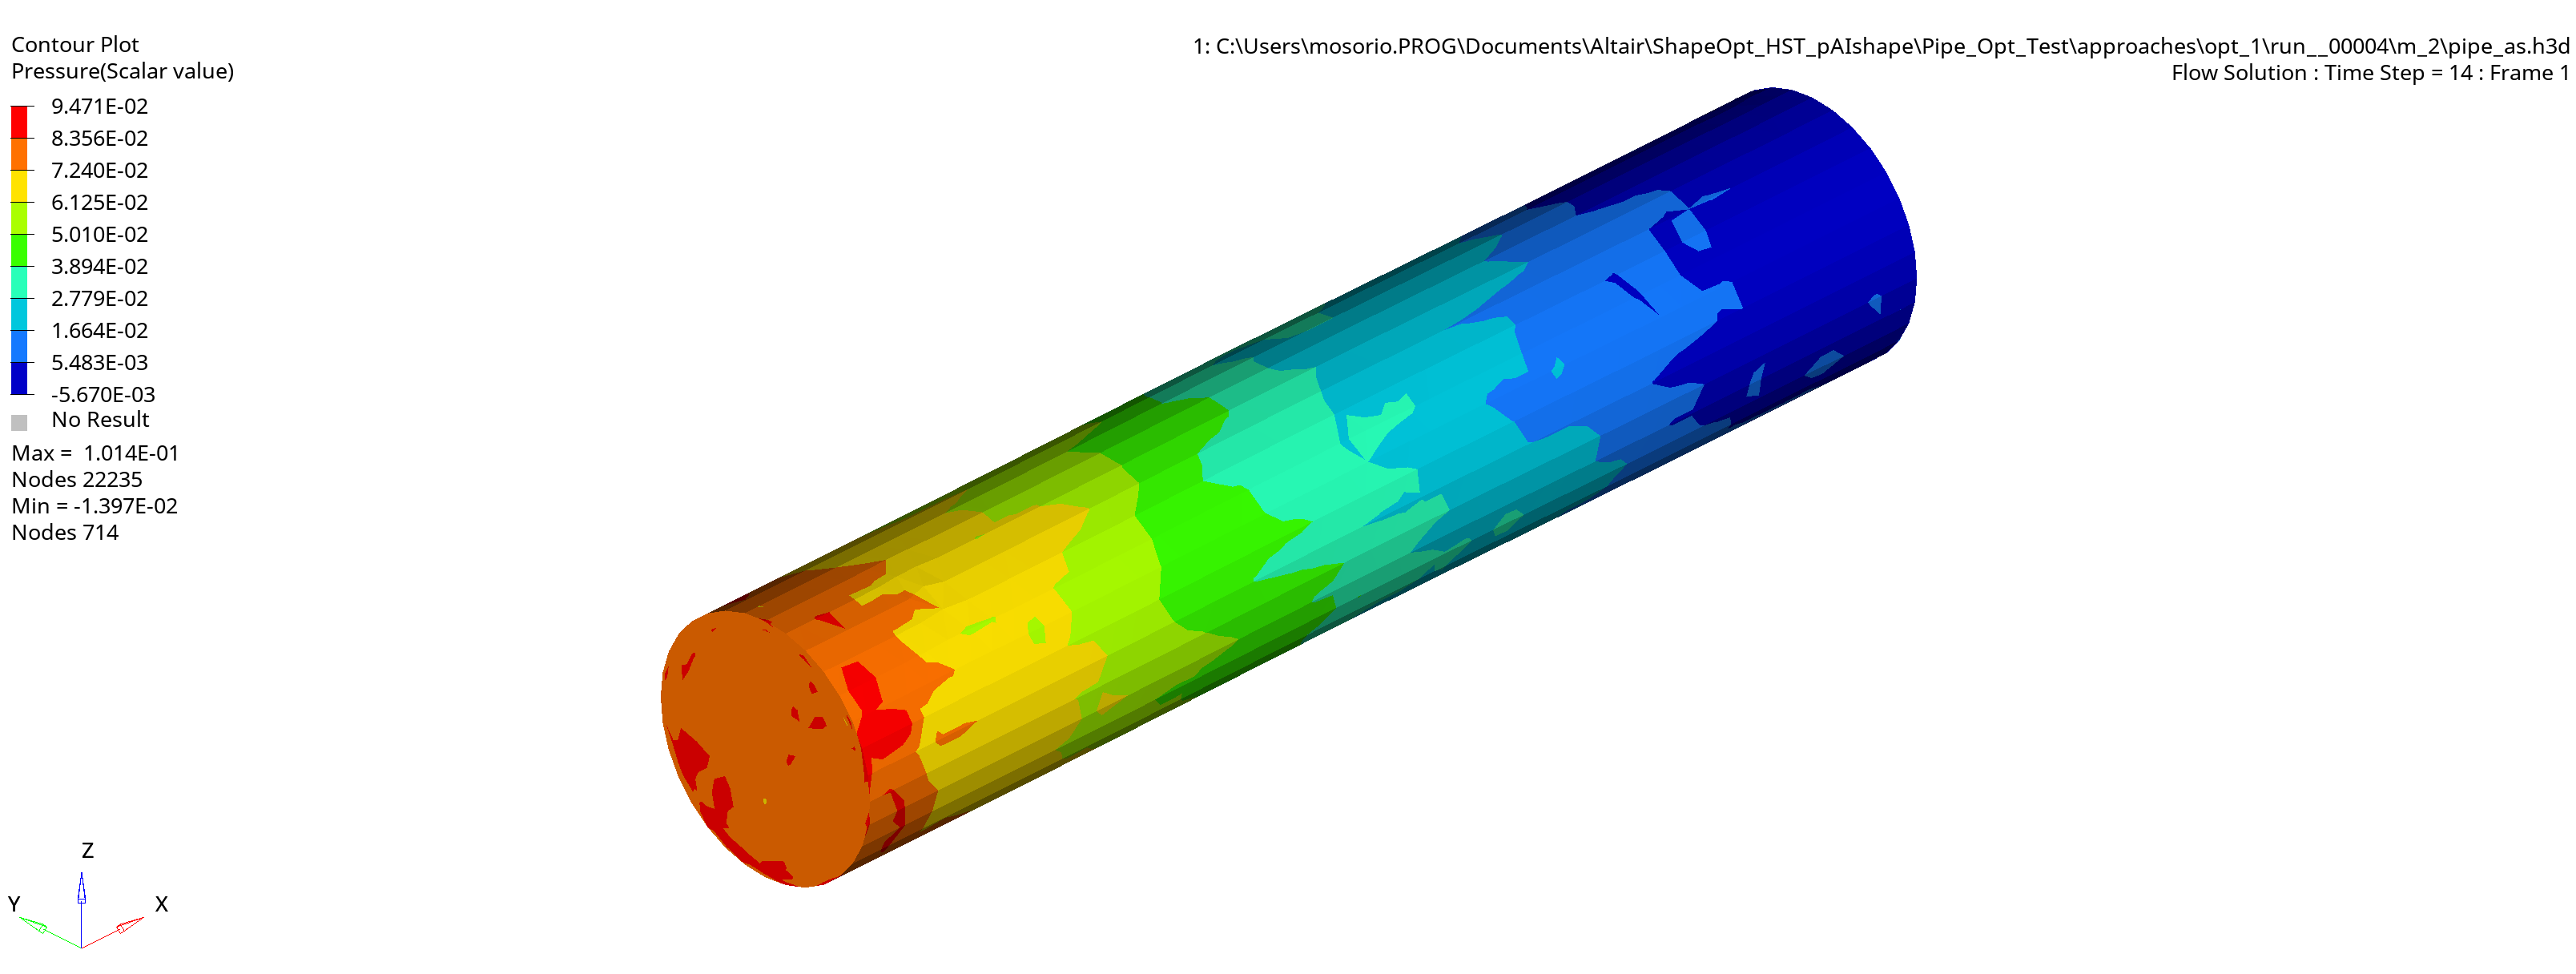 Contour Plot
Pressure(Scalar value)
9.471E-02
8.356E-02
7.240E-02
6.125E-02
5.010E-02
3.894E-02
2.779E-02
1.664E-02
5.483E-03
-5.670E-03
No Result
Max = 1.014E-01
Nodes 22235
Min = -1.397E-02
Nodes 714
1: C:\Users\mosorio.PROG\Documents\Altair\ShapeOpt_HST_pAIshape\Pipe_Opt_Test\approaches\opt_1\run__00004\m_2\pipe_as.h3d
Flow Solution : Time Step = 14 : Frame 1
Z
Y
X